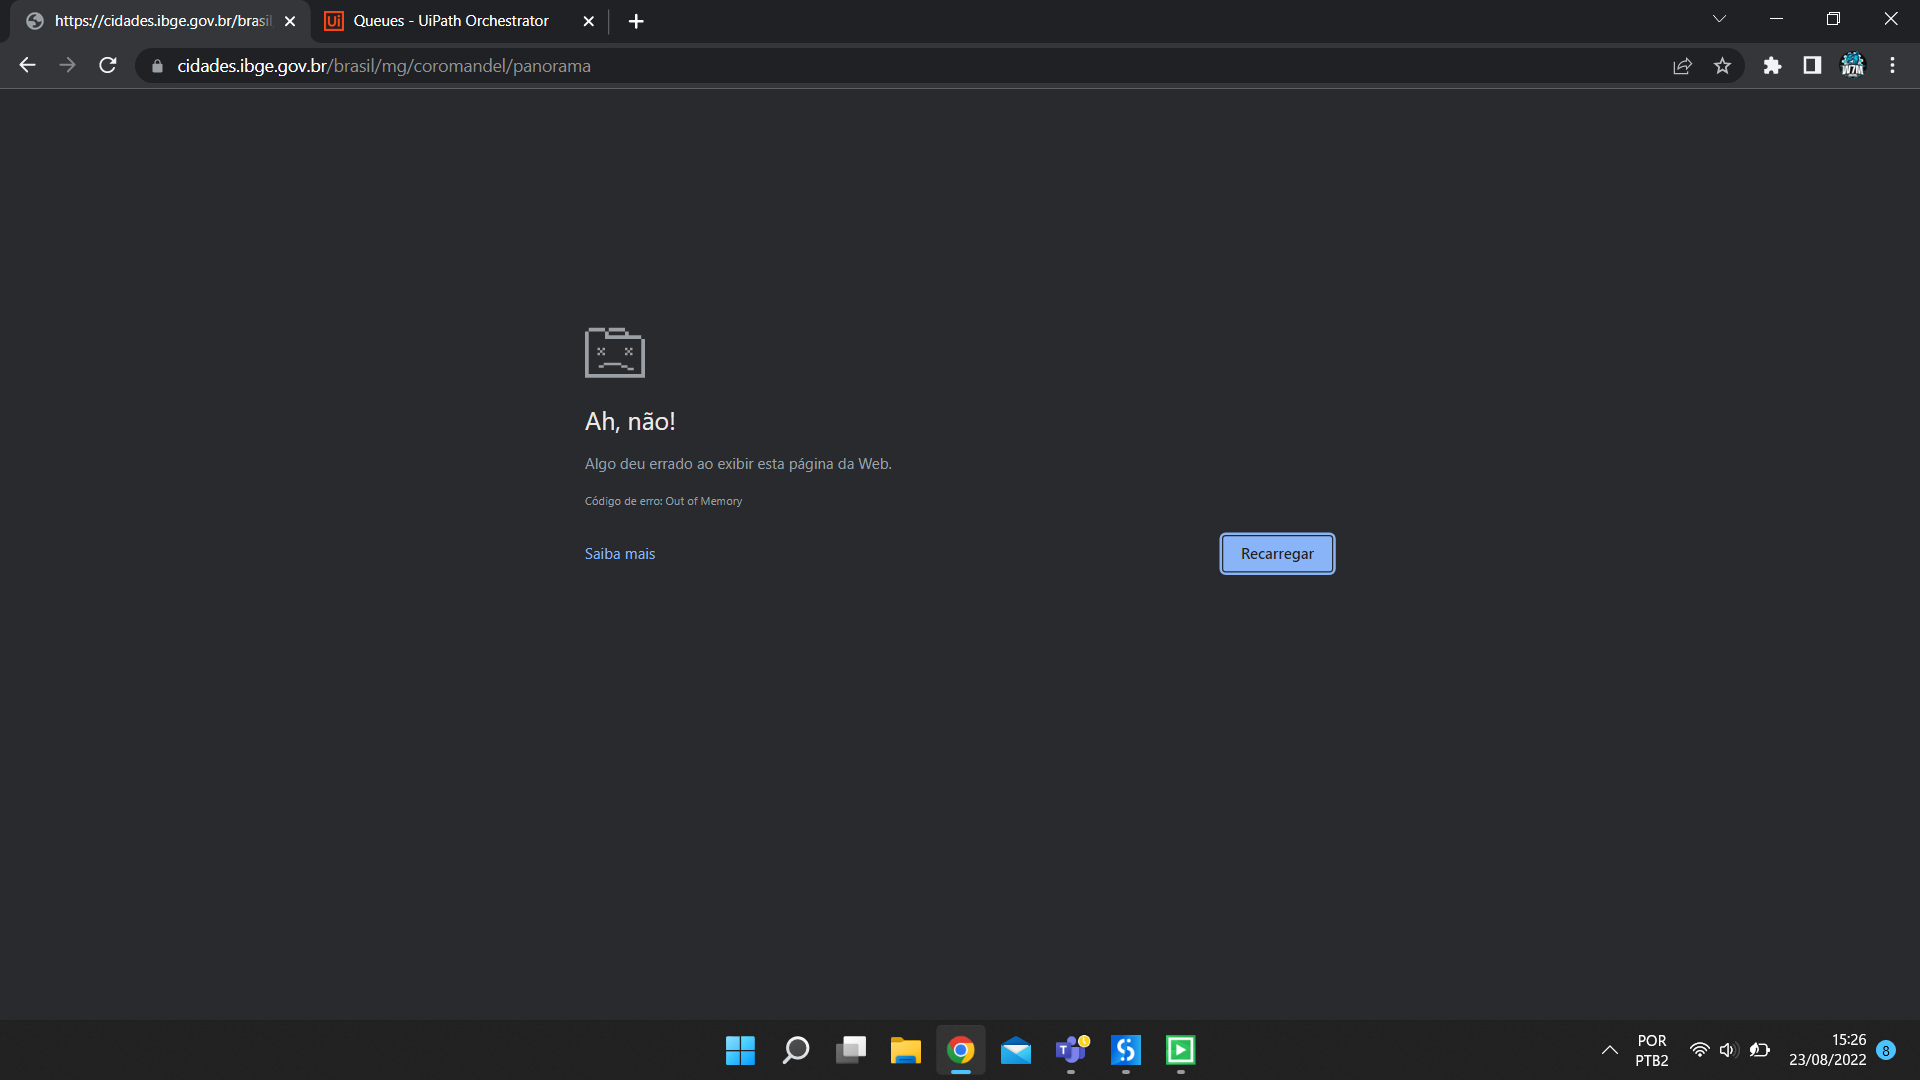 https://cidades.ibge.gov.br/brasil
Ui
Queues - UiPath Orchestrator
cidades.ibge.gov.br/brasil/mg/coromandel/panorama
W7M
Ah, não!
Algo deu errado ao exibir esta página da Web.
Código de erro: Out of Memory
Saiba mais
Recarregar
T
POR
PTB2
15:26
23/08/2022
8